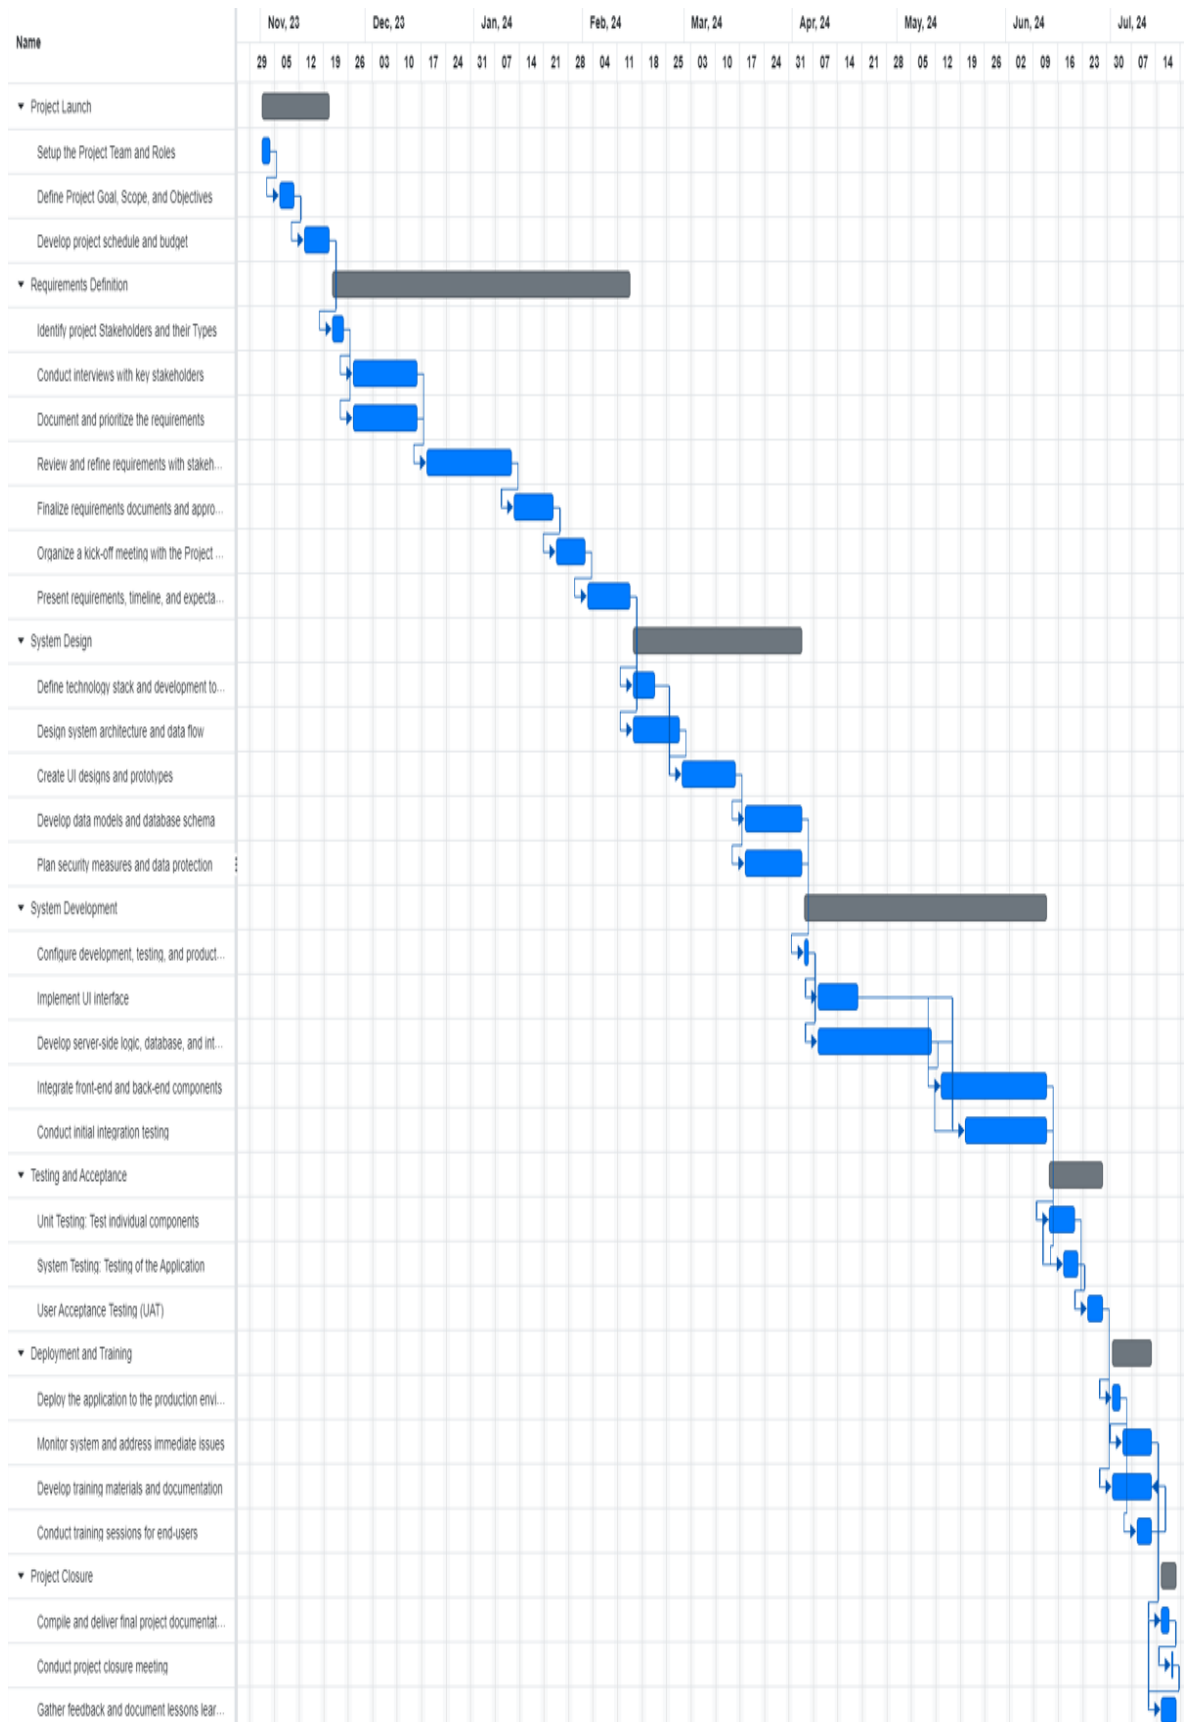 Nov, 23 Dec, 23 Jan, 24 Feb, 24 Mar, 24 Apr, 24 May, 24 Jun, 24 Jul, 24
Name
29 05 12 19 26 03 10 17 24 31 07 14 21 28 04 11 18 25 03 10 17 24 31 07 14 21 28 05 12 19 26 02 09 16 23 30 07 14
Project Launch
Setup the Project Team and Roles
Define Project Goal, Scope, and Objectives
Develop project schedule and budget
Requirements Definition
Identify project Stakeholders and their Types
Conduct interviews with key stakeholders
Document and prioritize the requirements
Review and refine requirements with stakeh...
Finalize requirements documents and appro...
Organize a kick-off meeting with the Project ...
Present requirements, timeline, and expecta...
System Design
Define technology stack and development to...
Design system architecture and data flow
Create UI designs and prototypes
Develop data models and database schema
Plan security measures and data protection
System Development
Configure development, testing, and product...
Implement UI interface
Develop server-side logic, database, and int...
Integrate front-end and back-end components
Conduct initial integration testing
Testing and Acceptance
Unit Testing: Test individual components
System Testing: Testing of the Application
User Acceptance Testing (UAT)
Deployment and Training
Deploy the application to the production envi...
Monitor system and address immediate issues
Develop training materials and documentation
Conduct training sessions for end-users
Project Closure
Compile and deliver final project documentat...
Conduct project closure meeting
Gather feedback and document lessons lear...